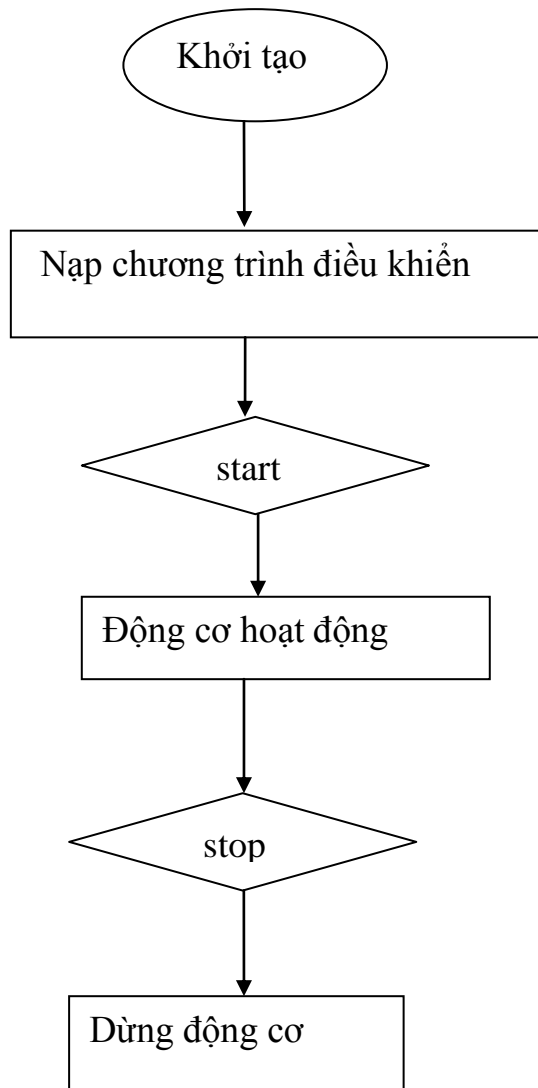 Khởi tạo
Nạp chương trình điều khiển
start
Động cơ hoạt động
stop
Dừng động cơ